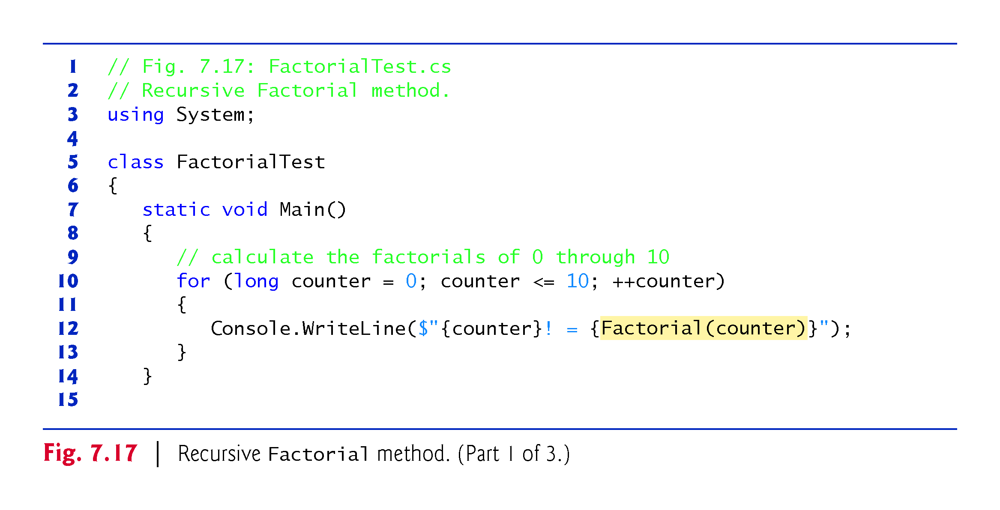 1 // Fig. 7.17: FactorialTest.cs
2 // Recursive Factorial method.
3 using System;
4
5 class FactorialTest
6 {
7    static void Main()
8    {
9       // calculate the factorials of 0 through 10
10       for (long counter = 0; counter <= 10; ++counter)
11       {
12          Console.WriteLine($"{counter}! = {Factorial(counter)}");
13       }
14    }
15
Fig. 7.17 | Recursive Factorial method. (Part 1 of 3.)